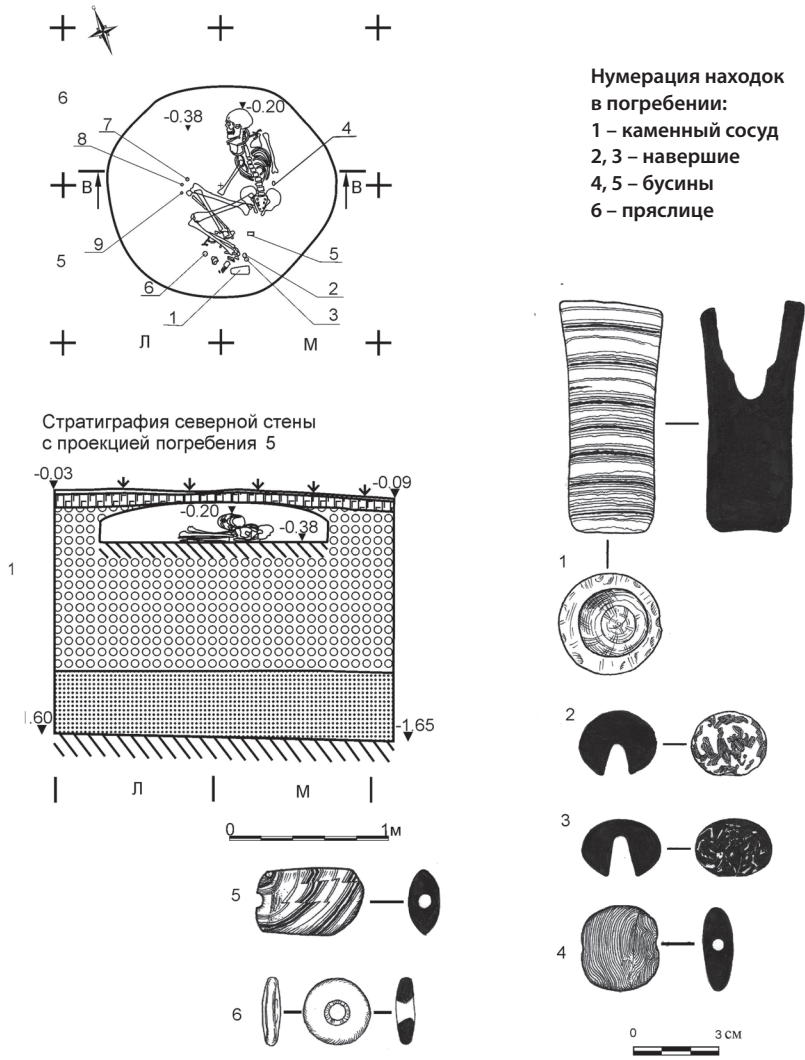 6
-0.38
-0.20
7
8
4
В
В
9
5
5
6
2
1
3
Л
М
Нумерация находок
в погребении:
1 – каменный сосуд
2, 3 – навершие
4, 5 – бусины
6 – пряслице
Стратиграфия северной стены
с проекцией погребения 5
-0.03
-0.09
-0.20
-0.38
1
1
.60
-1.65
Л
М
0
1м
2
3
5
4
6
0
3 см